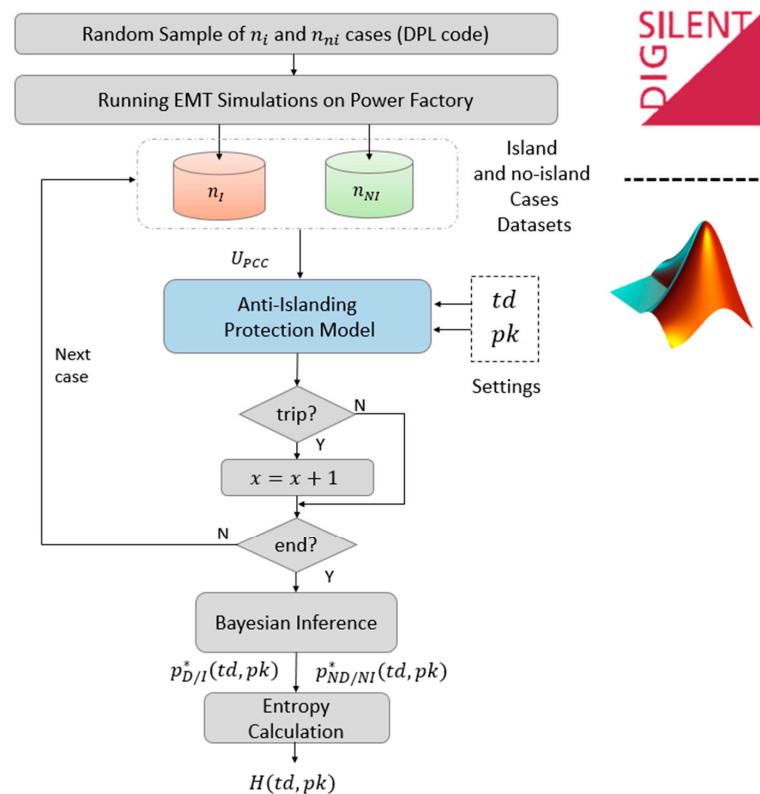 Random Sample of n_i and n_ni cases (DPL code)
DIG
SILENT
Running EMT Simulations on Power Factory
n_I
n_NI
Island
and no-island
Cases
Datasets
U_PCC
Anti-Islanding
Protection Model
td
pk
Settings
Next
case
trip?
N
Y
x = x + 1
N
end?
Y
Bayesian Inference
p*_D/I(td, pk)
p*_ND/NI(td, pk)
Entropy
Calculation
H(td, pk)